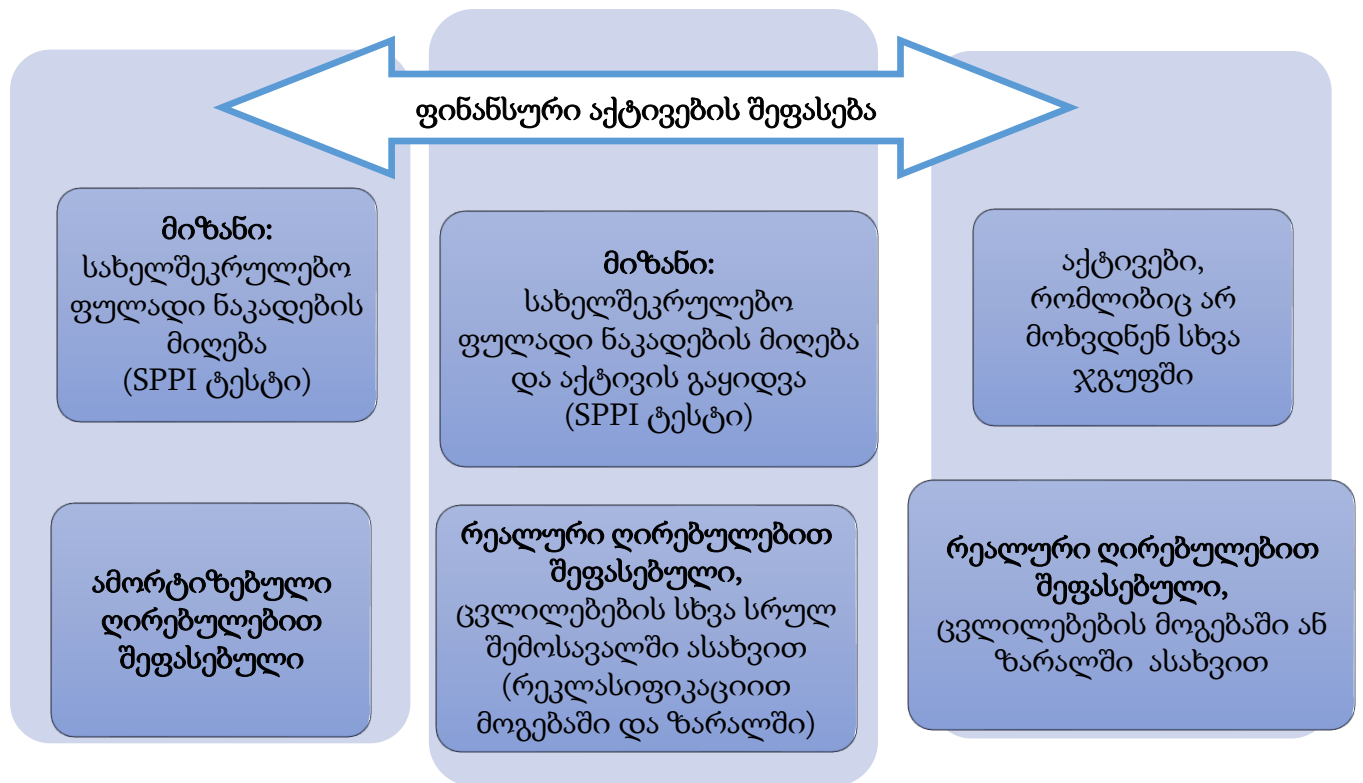 ფინანსური აქტივების შეფასება
მიზანი:
სახელშეკრულებო
ფულადი ნაკადების
მიღება
(SPPI ტესტი)
ამორტიზებული
ღირებულებით
შეფასებული
მიზანი:
სახელშეკრულებო
ფულადი ნაკადების მიღება
და აქტივის გაყიდვა
(SPPI ტესტი)
რეალური ღირებულებით
შეფასებული,
ცვლილებების სხვა სრულ
შემოსავალში ასახვით
(რეკლასიფიკაციით
მოგებაში და ზარალში)
აქტივები,
რომლიბიც არ
მოხვდნენ სხვა
ჯგუფში
რეალური ღირებულებით
შეფასებული,
ცვლილებების მოგებაში ან
ზარალში ასახვით